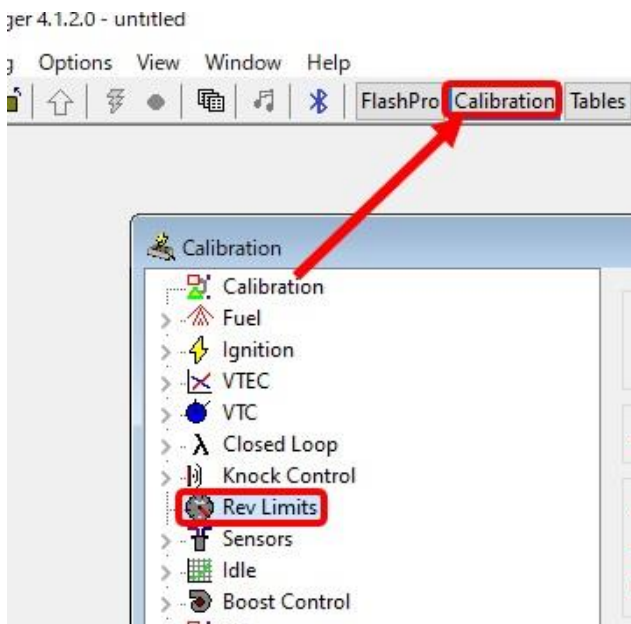 ger 4.1.2.0 - untitled
g Options View Window Help
FlashPro Calibration Tables
Calibration
Calibration
Fuel
Ignition
VTEC
VTC
Closed Loop
Knock Control
Rev Limits
Sensors
Idle
Boost Control